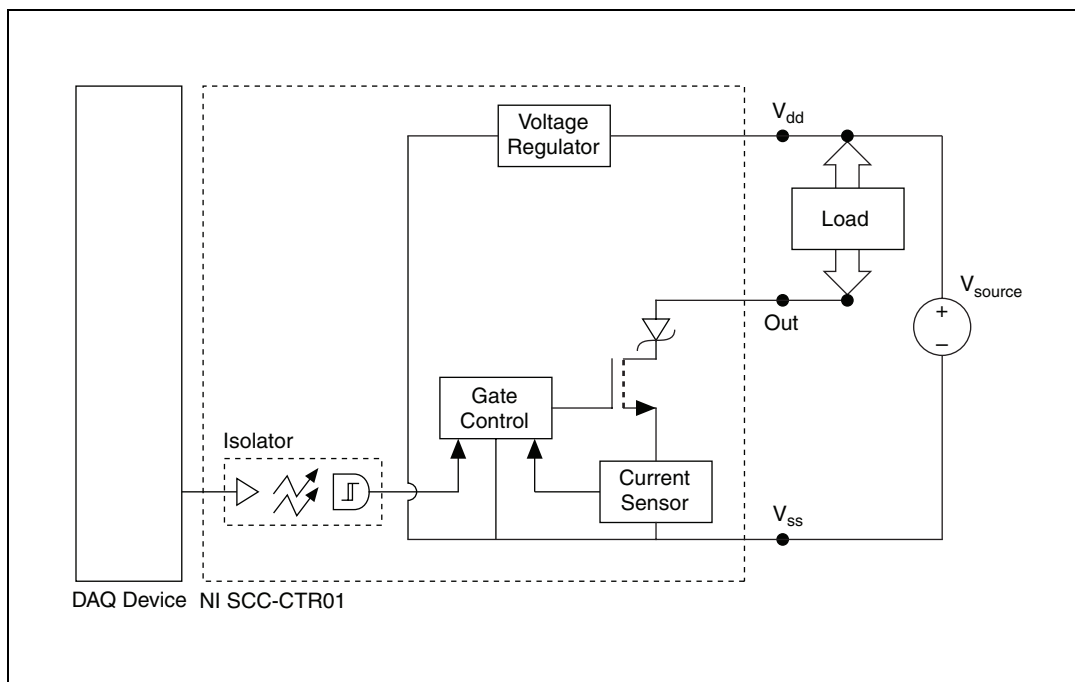 Voltage
Regulator
Vdd
Load
Vsource
+
–
Out
Gate
Control
Isolator
Current
Sensor
Vss
DAQ Device
NI SCC-CTR01